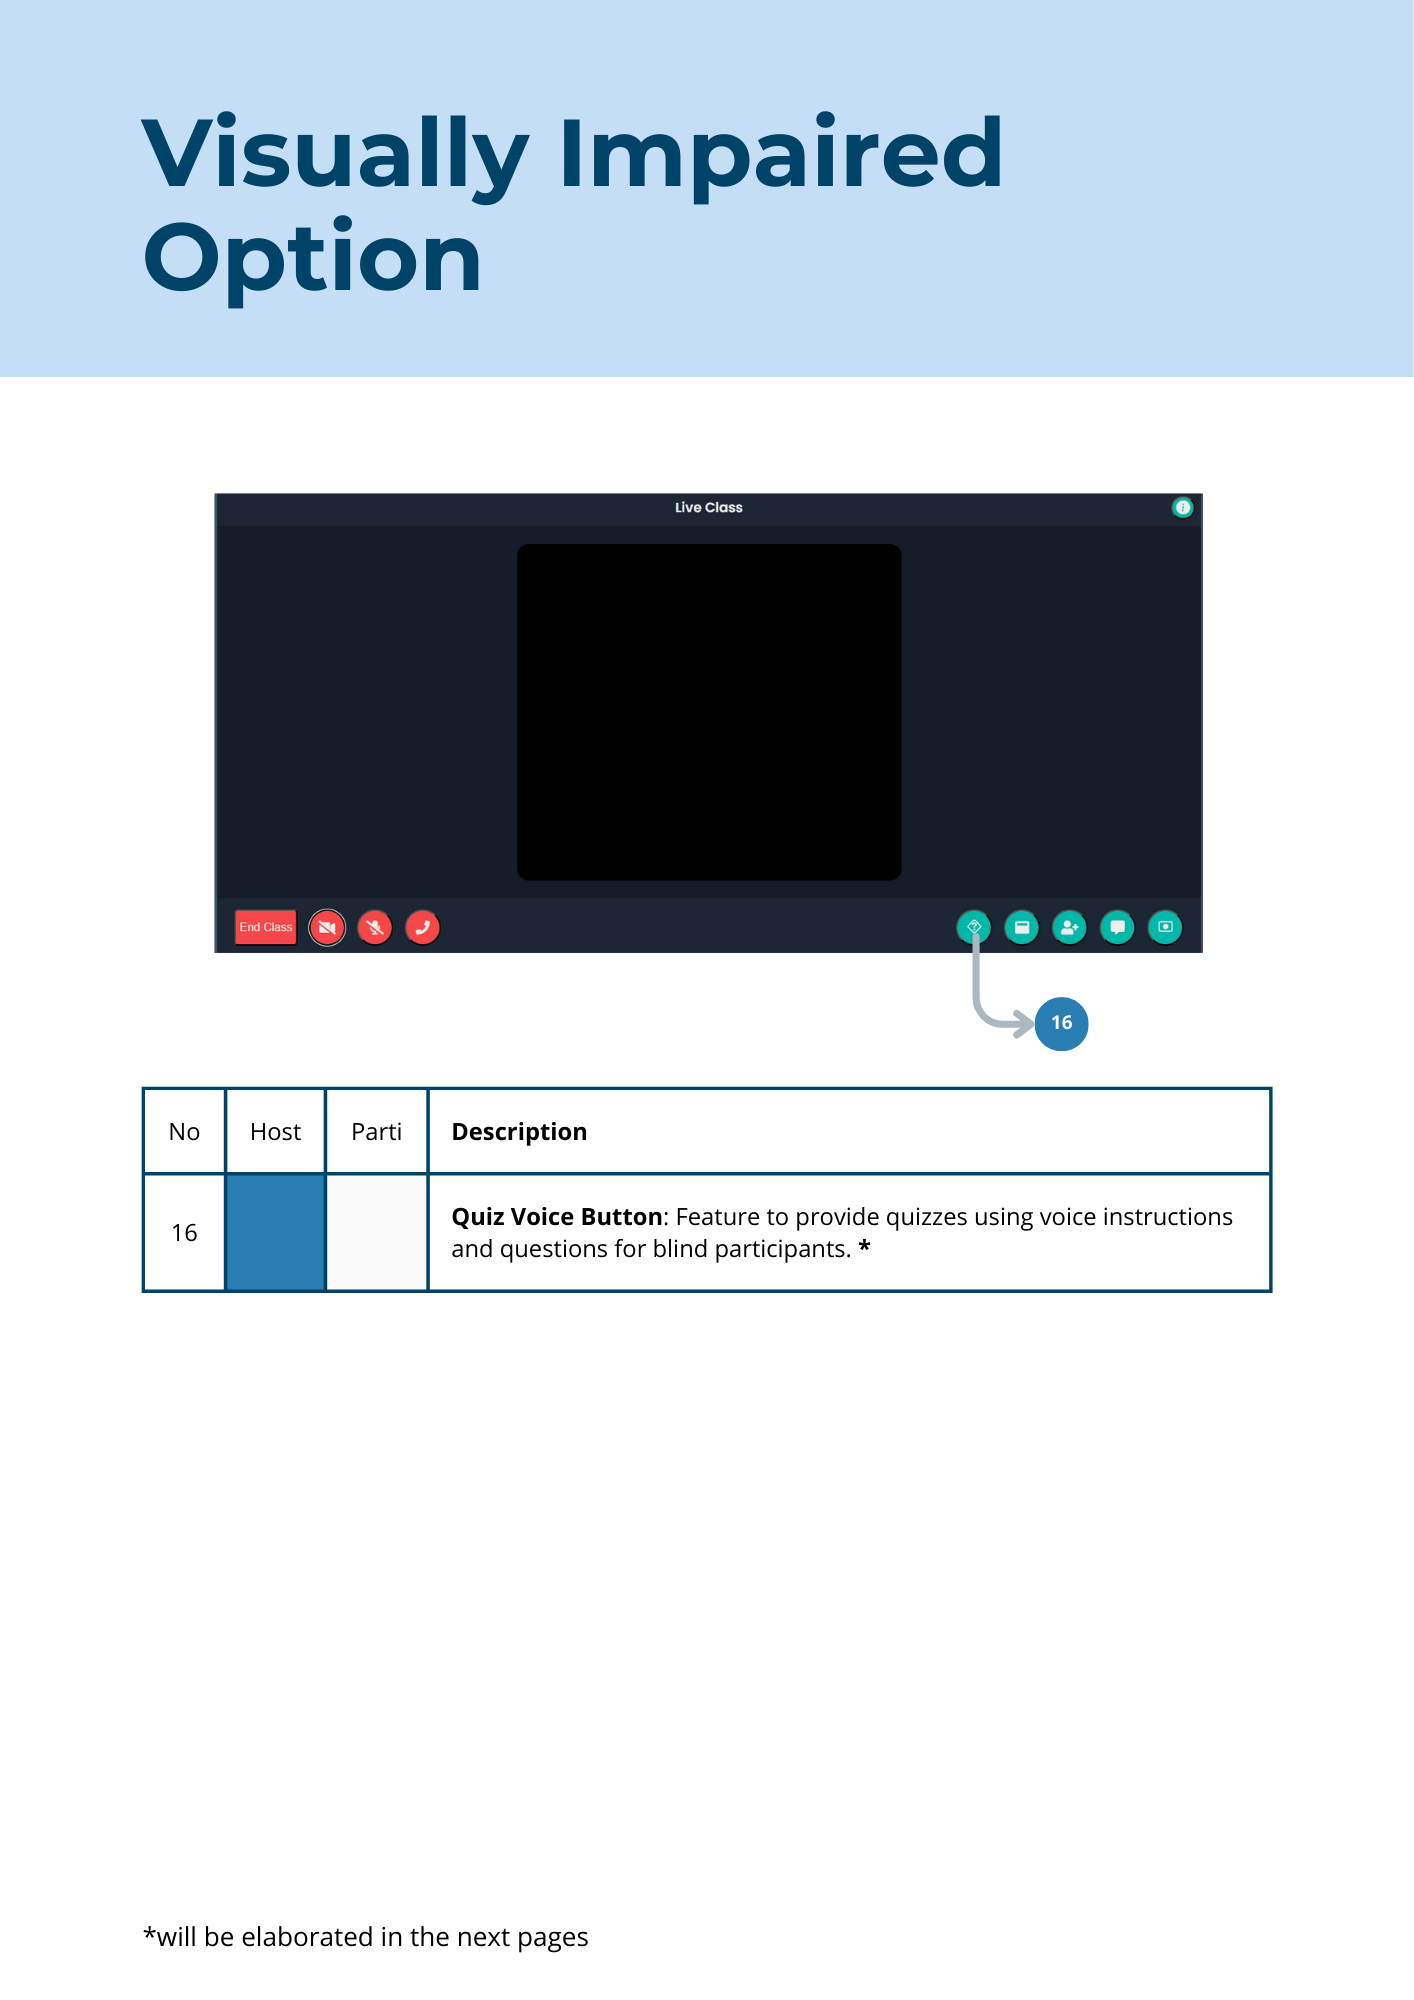 Visually Impaired
Option
Live Class
i
End Class
?
16
No Host Parti Description
16 Quiz Voice Button: Feature to provide quizzes using voice instructions
and questions for blind participants. *
*will be elaborated in the next pages